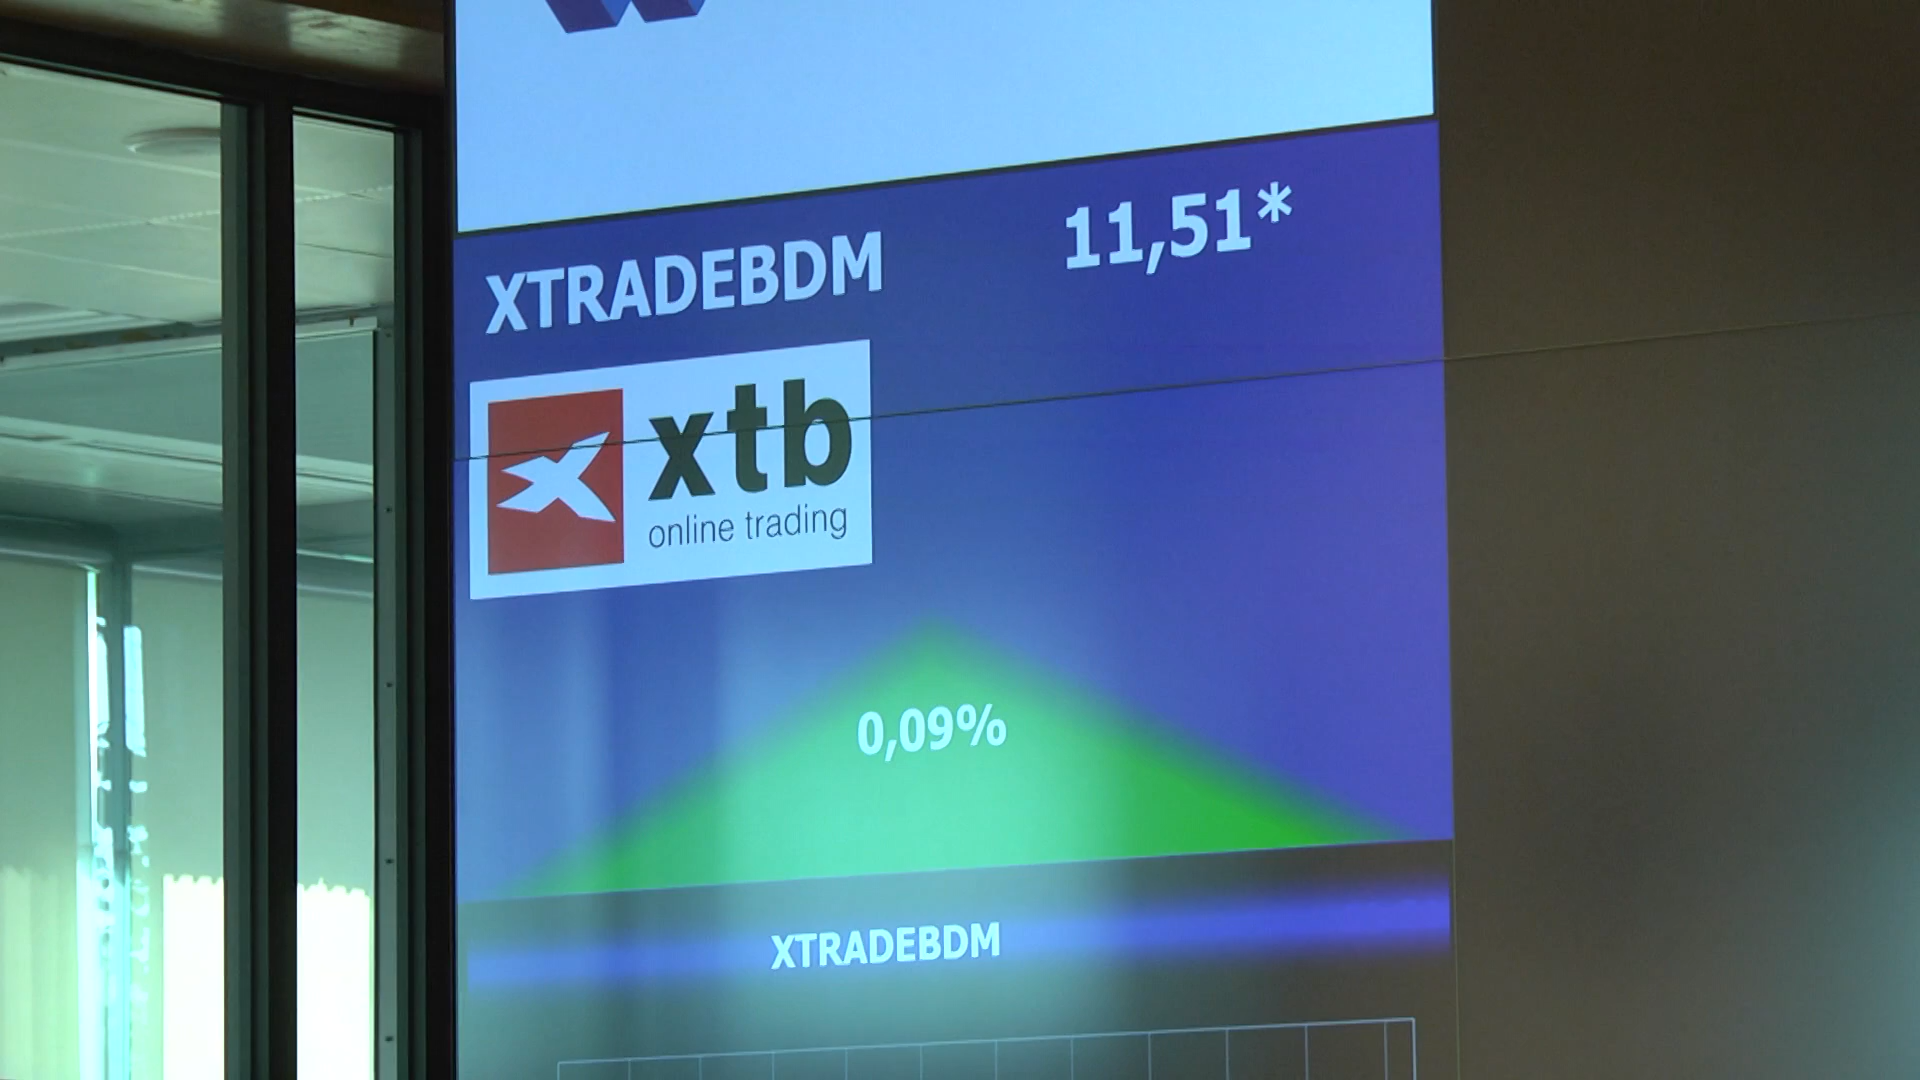 XTRADEBDM 11,51*
xtb
online trading
0,09%
XTRADEBDM